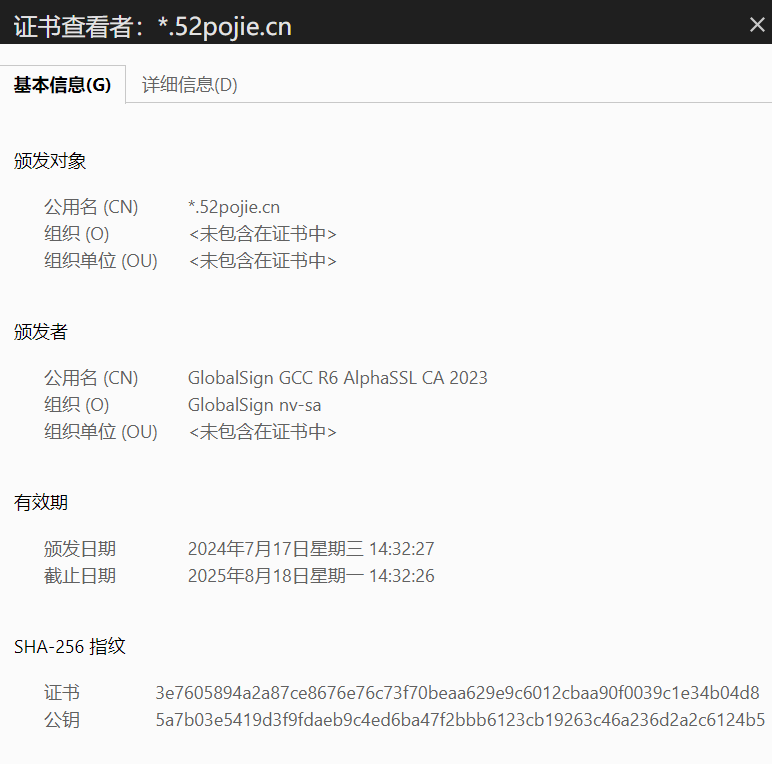 证书查看者：*.52pojie.cn
基本信息(G) 详细信息(D)
颁发对象
公用名 (CN) *.52pojie.cn
组织 (O) <未包含在证书中>
组织单位 (OU) <未包含在证书中>
颁发者
公用名 (CN) GlobalSign GCC R6 AlphaSSL CA 2023
组织 (O) GlobalSign nv-sa
组织单位 (OU) <未包含在证书中>
有效期
颁发日期 2024年7月17日星期三 14:32:27
截止日期 2025年8月18日星期一 14:32:26
SHA-256 指纹
证书 3e7605894a2a87ce8676e76c73f70beaa629e9c6012cbaa90f0039c1e34b04d8
公钥 5a7b03e5419d3f9fdaeb9c4ed6ba47f2bbb6123cb19263c46a236d2a2c6124b5